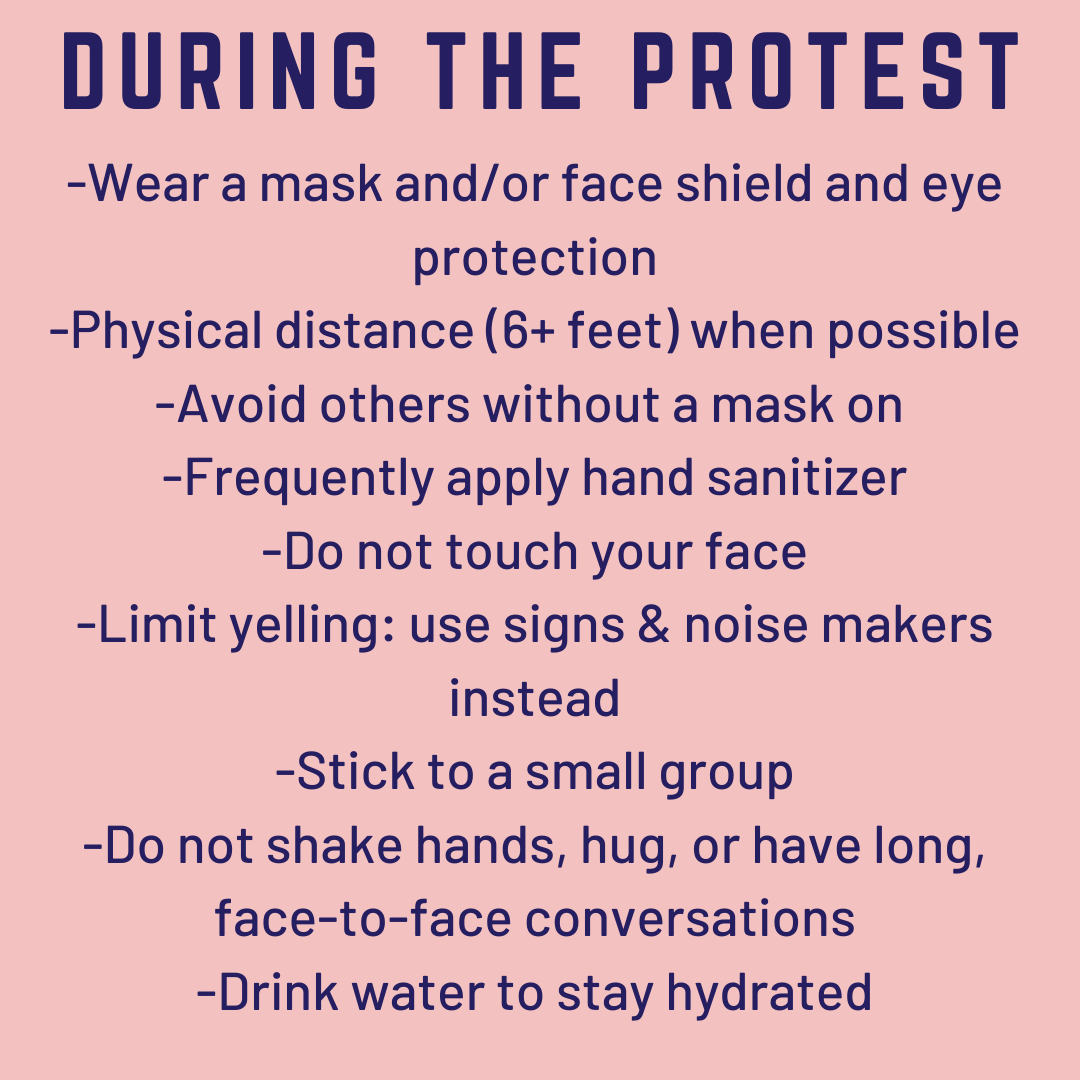 DURING THE PROTEST
-Wear a mask and/or face shield and eye
protection
-Physical distance (6+ feet) when possible
-Avoid others without a mask on
-Frequently apply hand sanitizer
-Do not touch your face
-Limit yelling: use signs & noise makers
instead
-Stick to a small group
-Do not shake hands, hug, or have long,
face-to-face conversations
-Drink water to stay hydrated